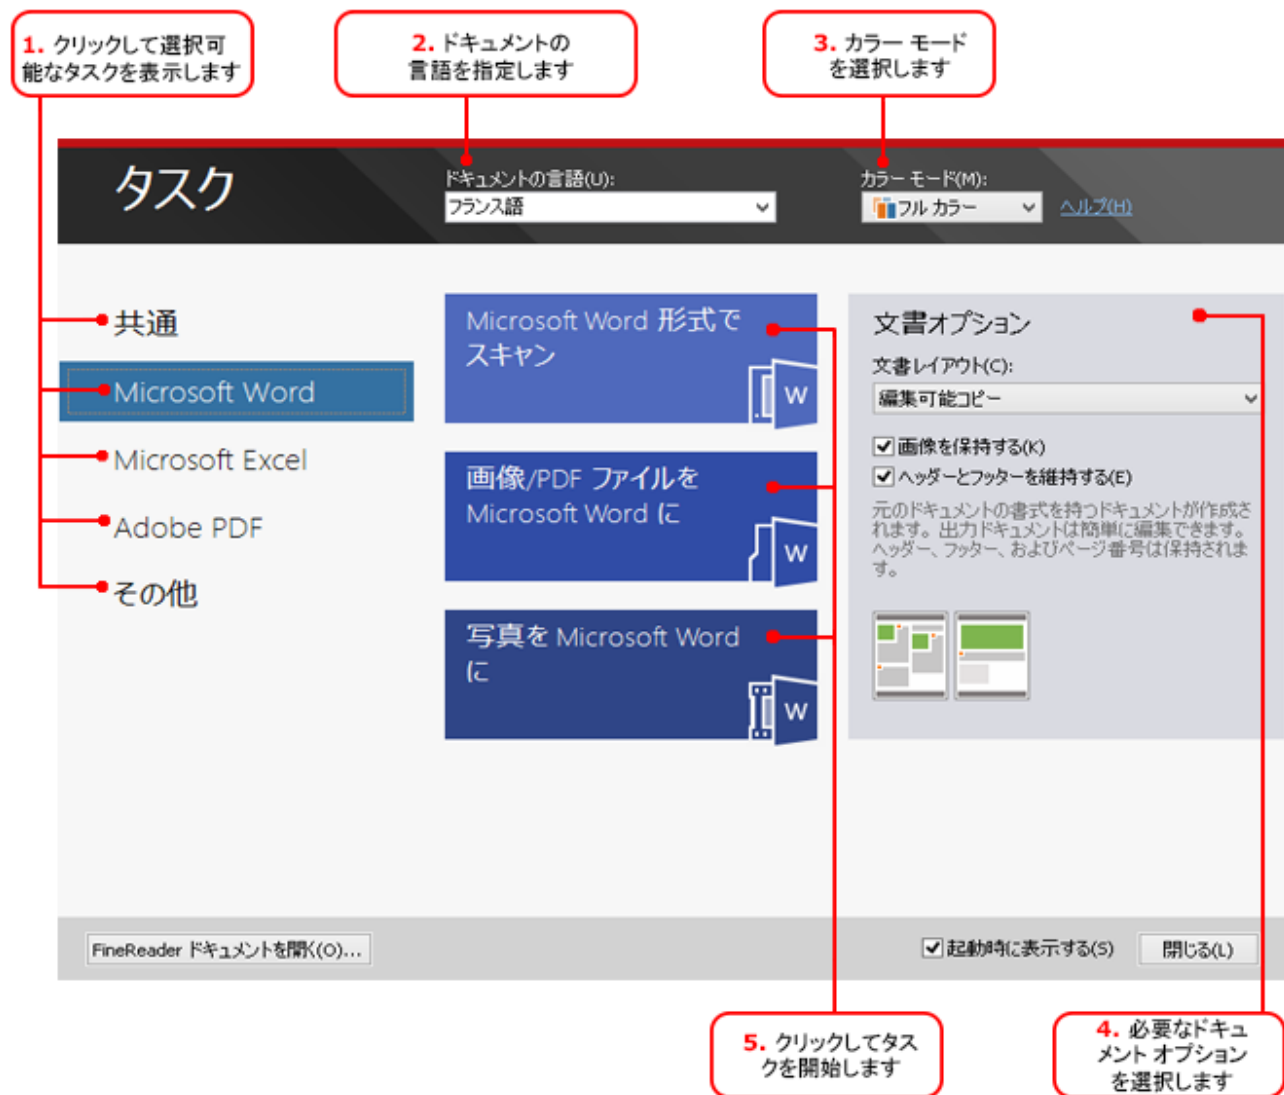 1. クリックして選択可
能なタスクを表示します
2. ドキュメントの
言語を指定します
3. カラー モード
を選択します
タスク
ドキュメントの言語(U):
フランス語
カラー モード(M):
フル カラー
ヘルプ(H)
共通
Microsoft Word
Microsoft Excel
Adobe PDF
その他
Microsoft Word 形式で
スキャン
W
画像/PDF ファイルを
Microsoft Word に
W
写真を Microsoft Word
に
W
文書オプション
文書レイアウト(C):
編集可能コピー
画像を保持する(K)
ヘッダーとフッターを維持する(E)
元のドキュメントの書式を持つドキュメントが作成さ
れます。出力ドキュメントは簡単に編集できます。
ヘッダー、フッター、およびページ番号は保持されま
す。
FineReader ドキュメントを開く(O)...
起動時に表示する(S)
閉じる(L)
5. クリックしてタス
クを開始します
4. 必要なドキュ
メント オプション
を選択します